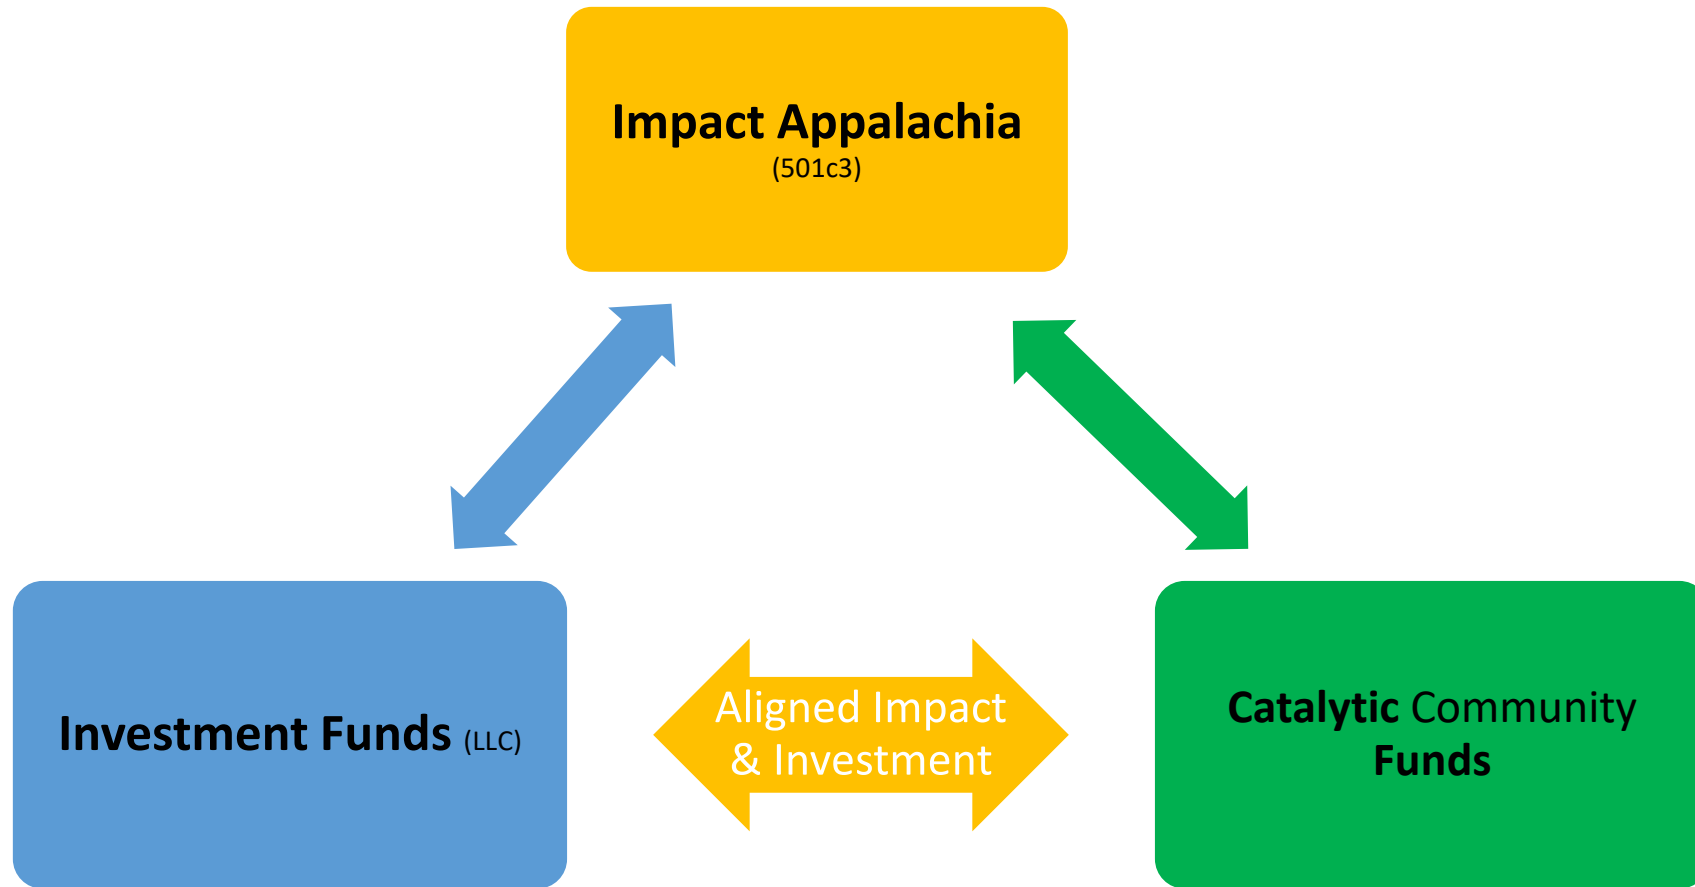 Impact Appalachia
(501c3)
Investment Funds (LLC)
Aligned Impact
& Investment
Catalytic Community
Funds